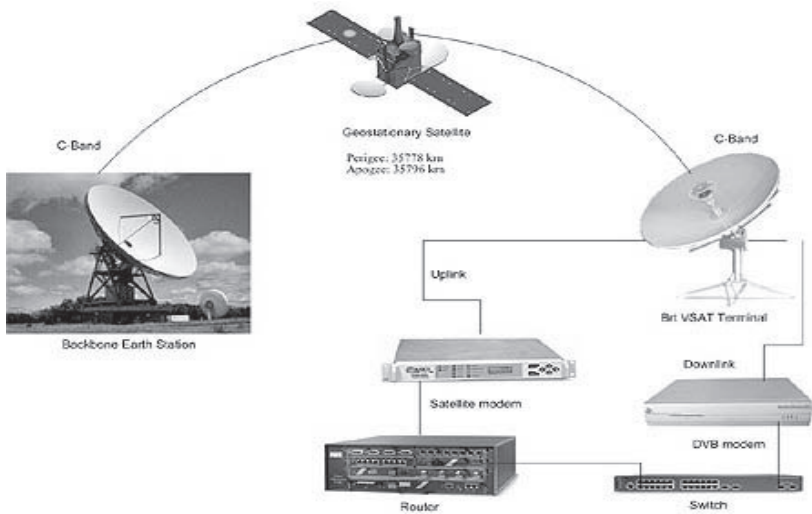 Geostationary Satellite
Perigee: 35778 km
Apogee: 35796 km
C-Band
C-Band
Backbone Earth Station
Uplink
8rt VSAT Terminal
Satellite modem
Downlink
DVB modem
Router
Switch